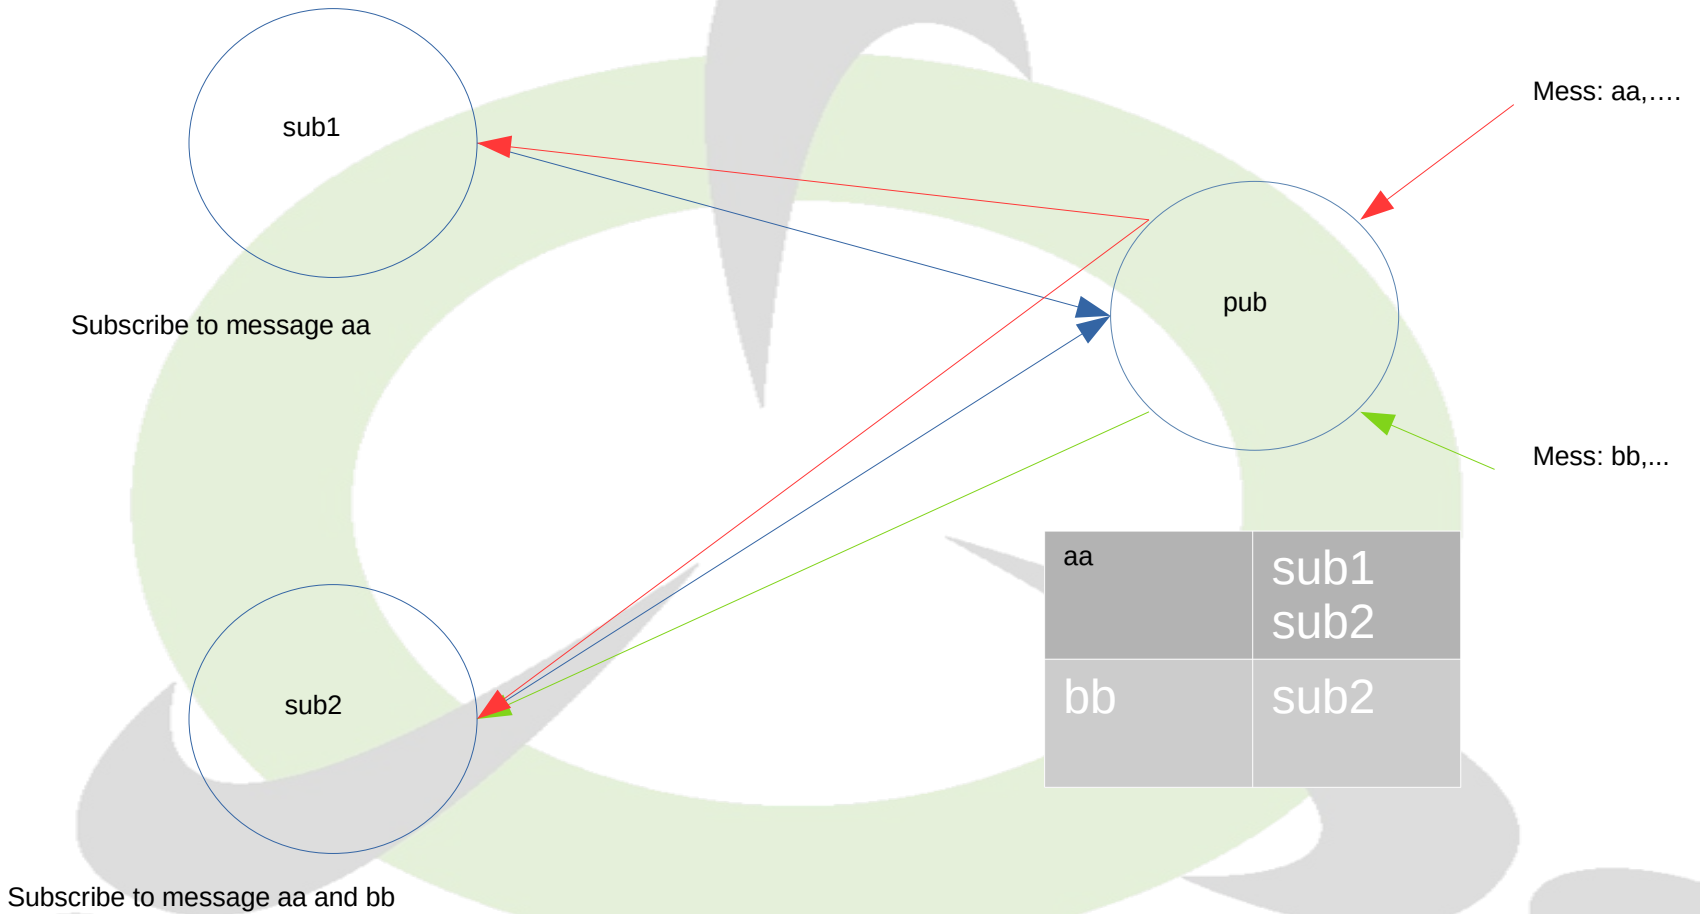 Mess: aa,....
sub1
pub
Subscribe to message aa
Mess: bb,...
aa
sub1
sub2
bb
sub2
sub2
Subscribe to message aa and bb